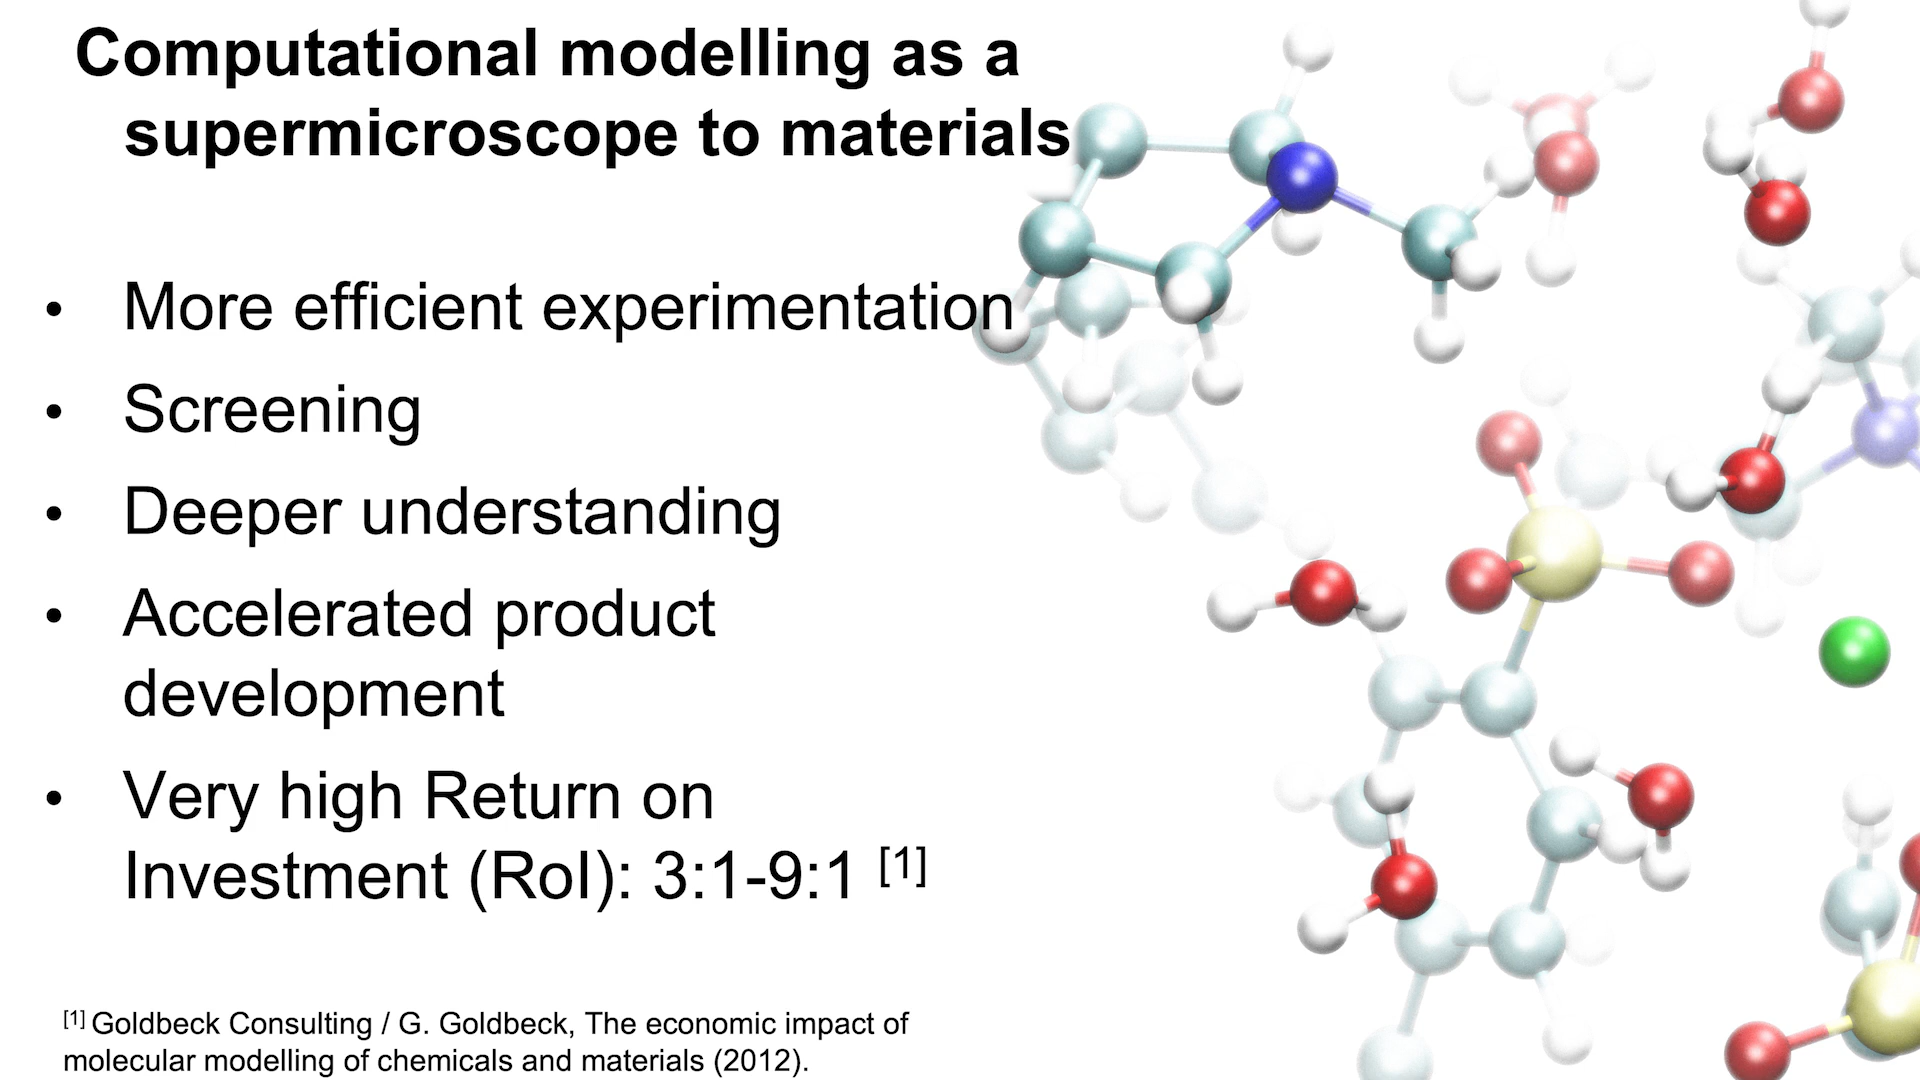 Computational modelling as a
supermicroscope to materials
• More efficient experimentation
• Screening
• Deeper understanding
• Accelerated product
development
• Very high Return on
Investment (RoI): 3:1-9:1 [1]
[1] Goldbeck Consulting / G. Goldbeck, The economic impact of
molecular modelling of chemicals and materials (2012).